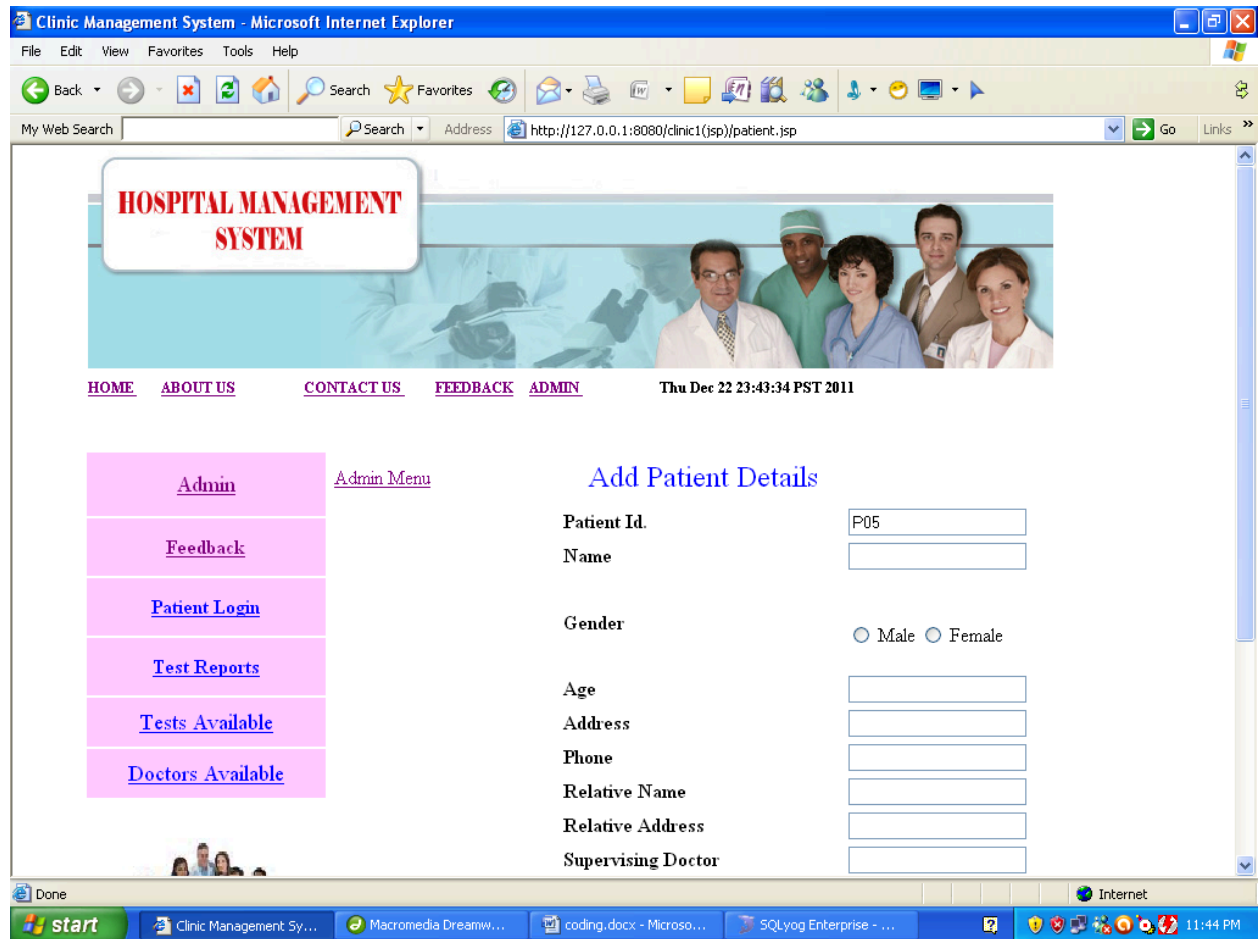 Clinic Management System - Microsoft Internet Explorer
File Edit View Favorites Tools Help
Back Search Favorites
My Web Search Search Address http://127.0.0.1:8080/clinic1(jsp)/patient.jsp Go Links »
HOSPITAL MANAGEMENT
SYSTEM
HOME ABOUT US CONTACT US FEEDBACK ADMIN Thu Dec 22 23:43:34 PST 2011
Admin
Feedback
Patient Login
Test Reports
Tests Available
Doctors Available
Admin Menu
Add Patient Details
Patient Id. P05
Name
Gender Male Female
Age
Address
Phone
Relative Name
Relative Address
Supervising Doctor
Done Internet
start Clinic Management Sy... Macromedia Dreamw... coding.docx - Microso... SQLyog Enterprise - ... 11:44 PM